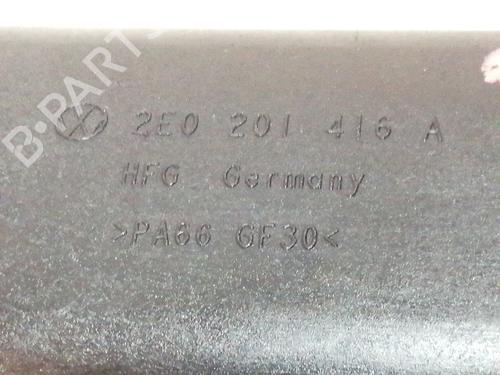 B-PARTS
2E0 201 416 A
HFG Germany
>PA66 GF30<